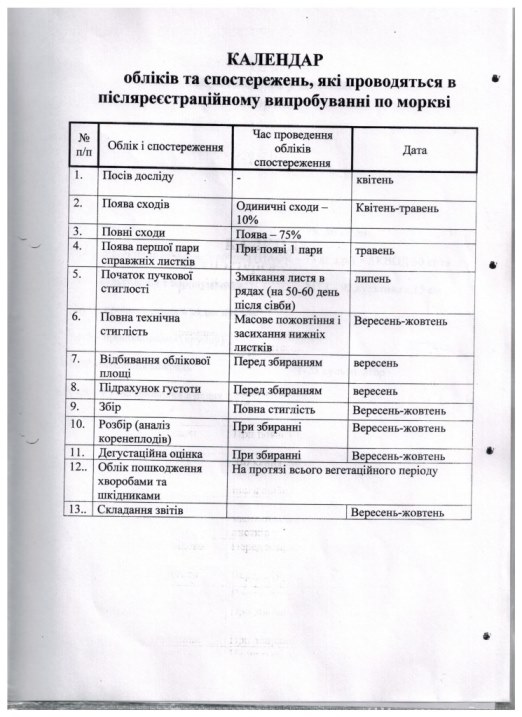 КАЛЕНДАР
обліків та спостережень, які проводяться в
післяреєстраційному випробуванні по моркві
№ п/п
Облік і спостереження
Час проведення
обліків
спостереження
Дата
1. Посів досліду - квітень
2. Поява сходів Одиничні сходи – Квітень-травень
10%
3. Повні сходи Поява – 75%
4. Поява першої пари При появі 1 пари травень
справжніх листків
5. Початок пучкової Змикання листя в липень
стиглості рядах (на 50-60 день
після сівби)
6. Повна технічна Масове пожовтіння і Вересень-жовтень
стиглість засихання нижніх
листків
7. Відбивання облікової Перед збиранням вересень
площі
8. Підрахунок густоти Перед збиранням вересень
9. Збір Повна стиглість Вересень-жовтень
10. Розбір (аналіз При збиранні Вересень-жовтень
коренеплодів)
11. Дегустаційна оцінка При збиранні Вересень-жовтень
12.. Облік пошкодження На протязі всього вегетаційного періоду
хворобами та
шкідниками
13.. Складання звітів Вересень-жовтень